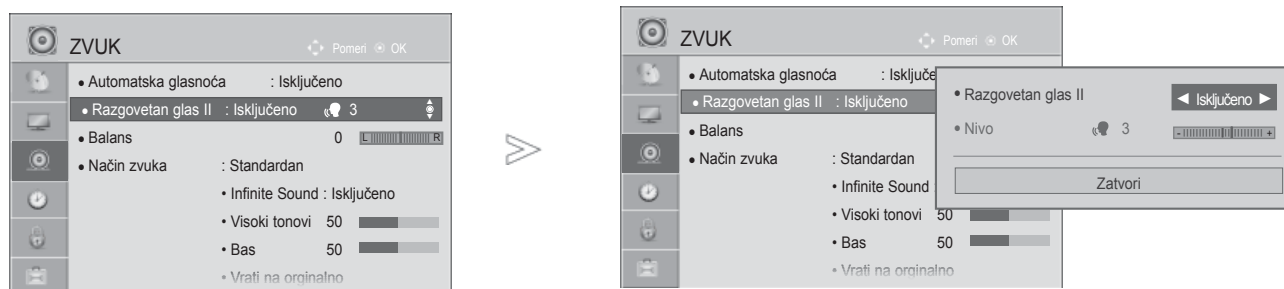 ZVUK
Pomeri OK
• Automatska glasnoća : Isključeno
• Razgovetan glas II : Isključeno 3
• Balans 0 L R
• Način zvuka : Standardan
• Infinite Sound : Isključeno
• Visoki tonovi 50
• Bas 50
• Vrati na orginalno
ZVUK
Pomeri OK
• Automatska glasnoća : Isključe
• Razgovetan glas II : Isključeno
• Balans
• Način zvuka : Standardan
• Infinite Sound :
• Visoki tonovi 50
• Bas 50
• Vrati na orginalno
• Razgovetan glas II ◄ Isključeno ►
• Nivo 3 - +
Zatvori